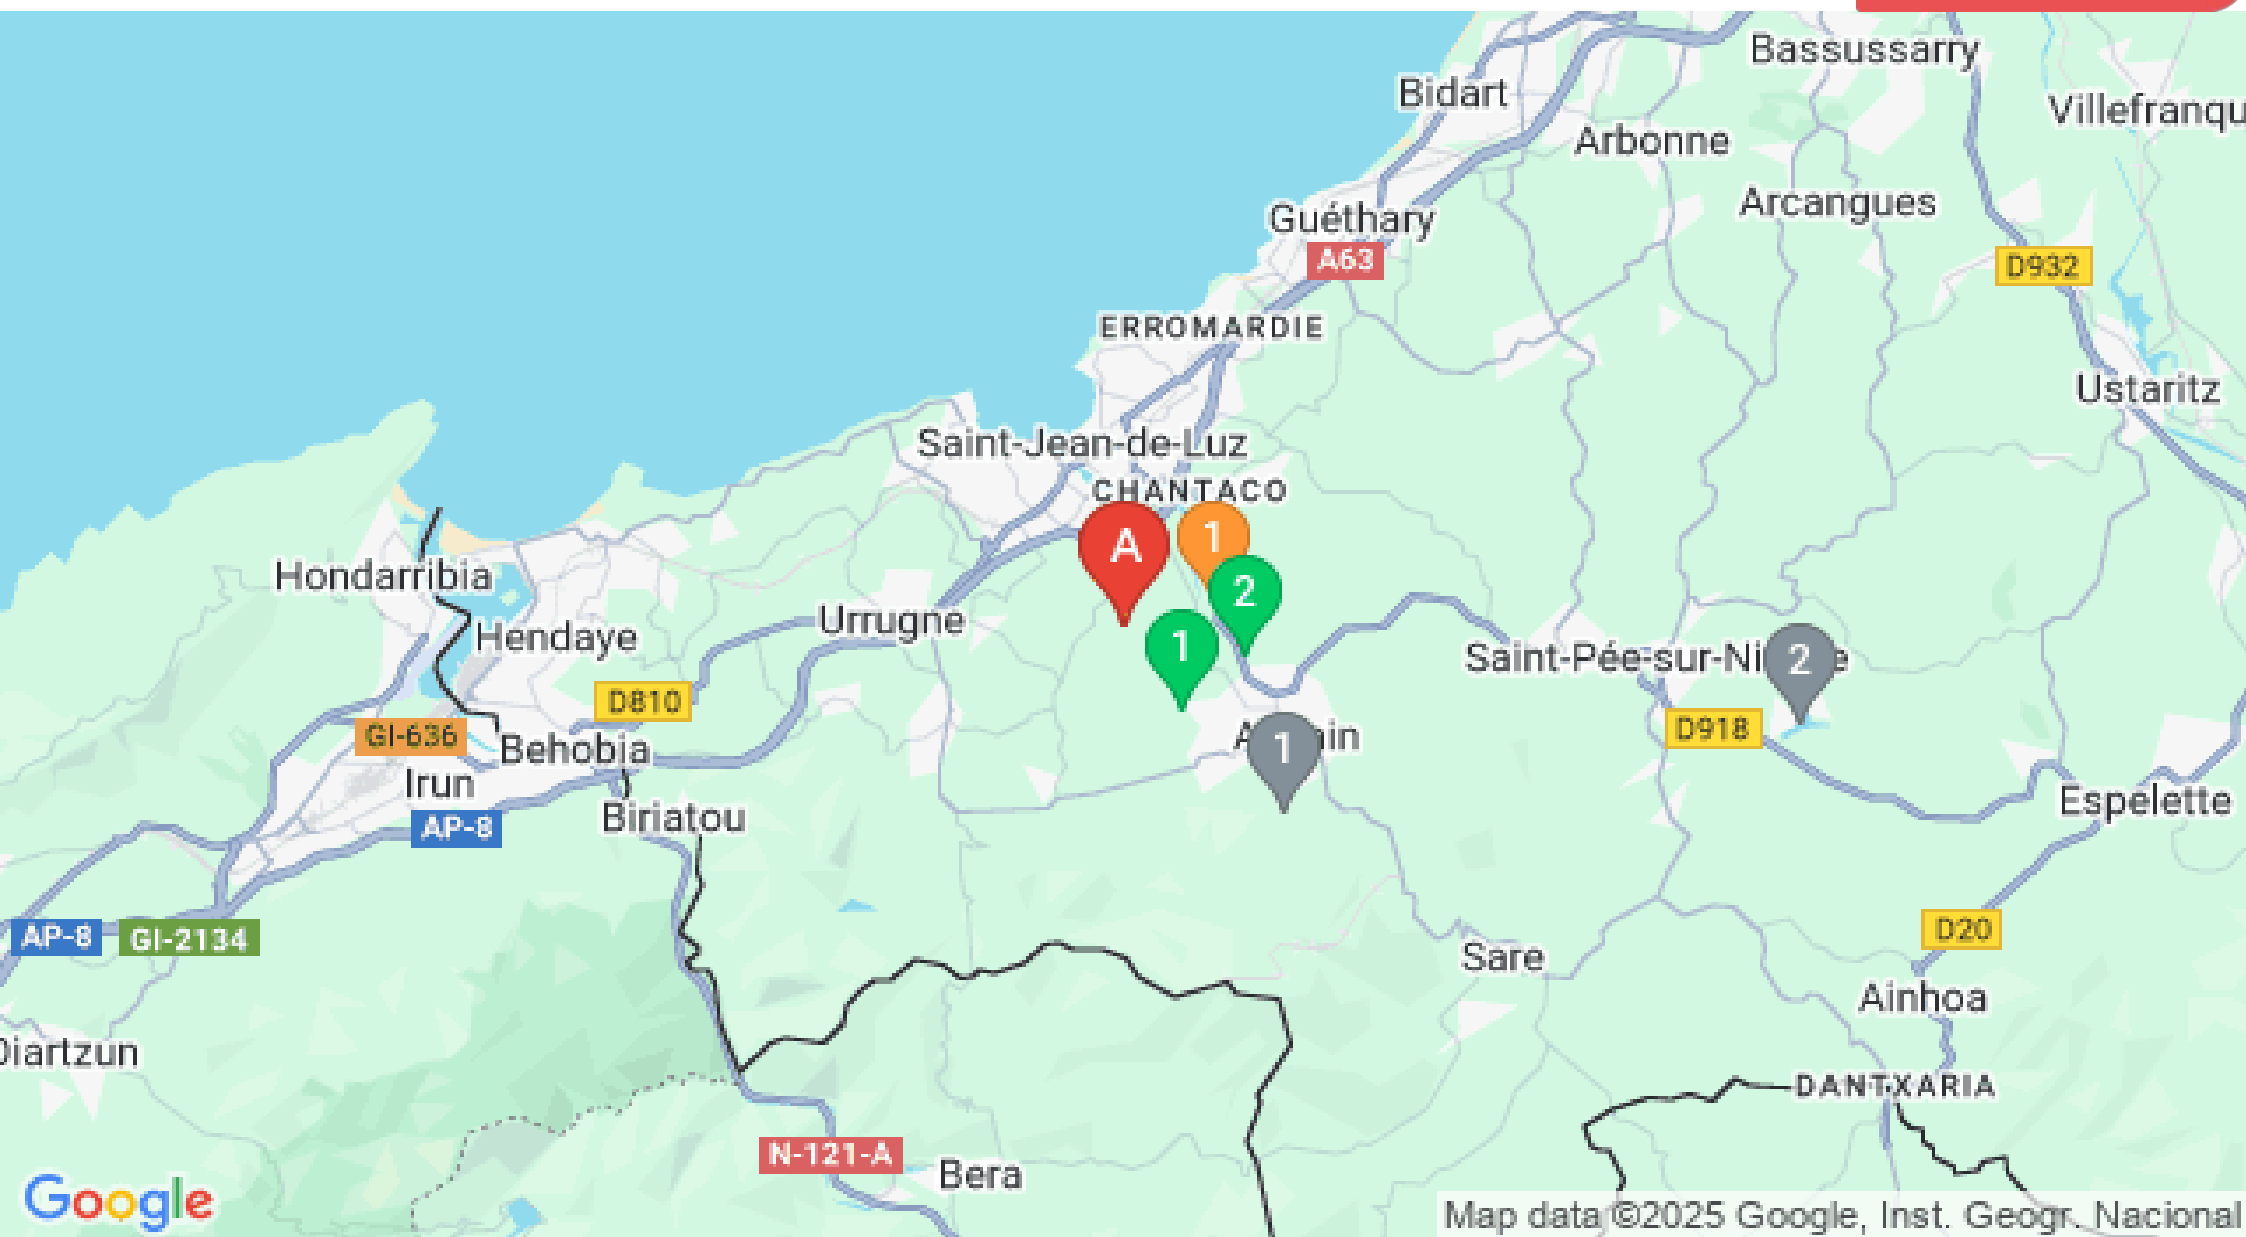 Bassussarry
Bidart
Villefranqu
Arbonne
Arcangues
Guéthary
A63
D932
ERROMARDIE
Ustaritz
Saint-Jean-de-Luz
CHANTACO
A
1
Hondarribia
2
Urrugne
Hendaye
1
Saint-Pée-sur-Ni
2
e
D810
D918
GI-636
Behobia
A
1
in
Irun
Espelette
Biriatou
AP-8
AP-8
GI-2134
D20
Sare
Ainhoa
Oiartzun
DANTXARIA
N-121-A
Bera
Google
Map data ©2025 Google, Inst. Geogr. Nacional